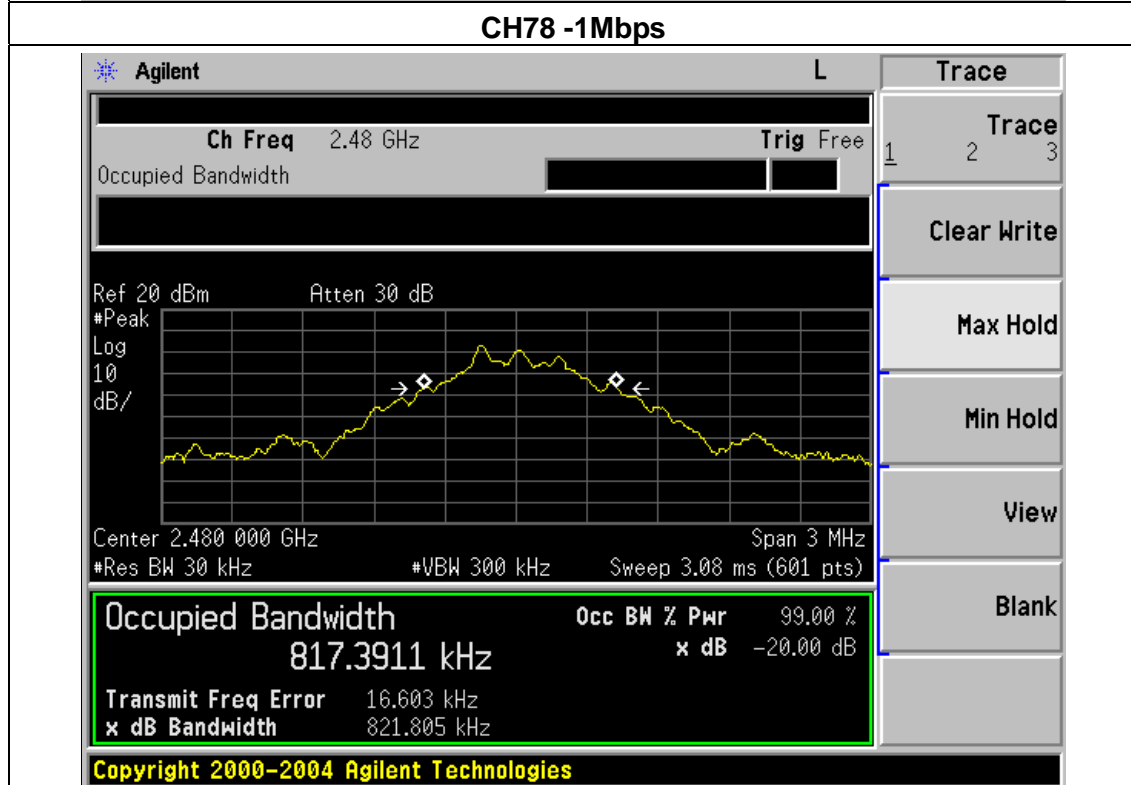 CH78 -1Mbps
Agilent L Trace
Ch Freq 2.48 GHz Trig Free
Occupied Bandwidth
Trace
1 2 3
Clear Write
Max Hold
Min Hold
View
Blank
Ref 20 dBm Atten 30 dB
#Peak
Log
10
dB/
Center 2.480 000 GHz Span 3 MHz
#Res BW 30 kHz #VBW 300 kHz Sweep 3.08 ms (601 pts)
Occupied Bandwidth Occ BW % Pwr 99.00 %
817.3911 kHz x dB -20.00 dB
Transmit Freq Error 16.603 kHz
x dB Bandwidth 821.805 kHz
Copyright 2000-2004 Agilent Technologies